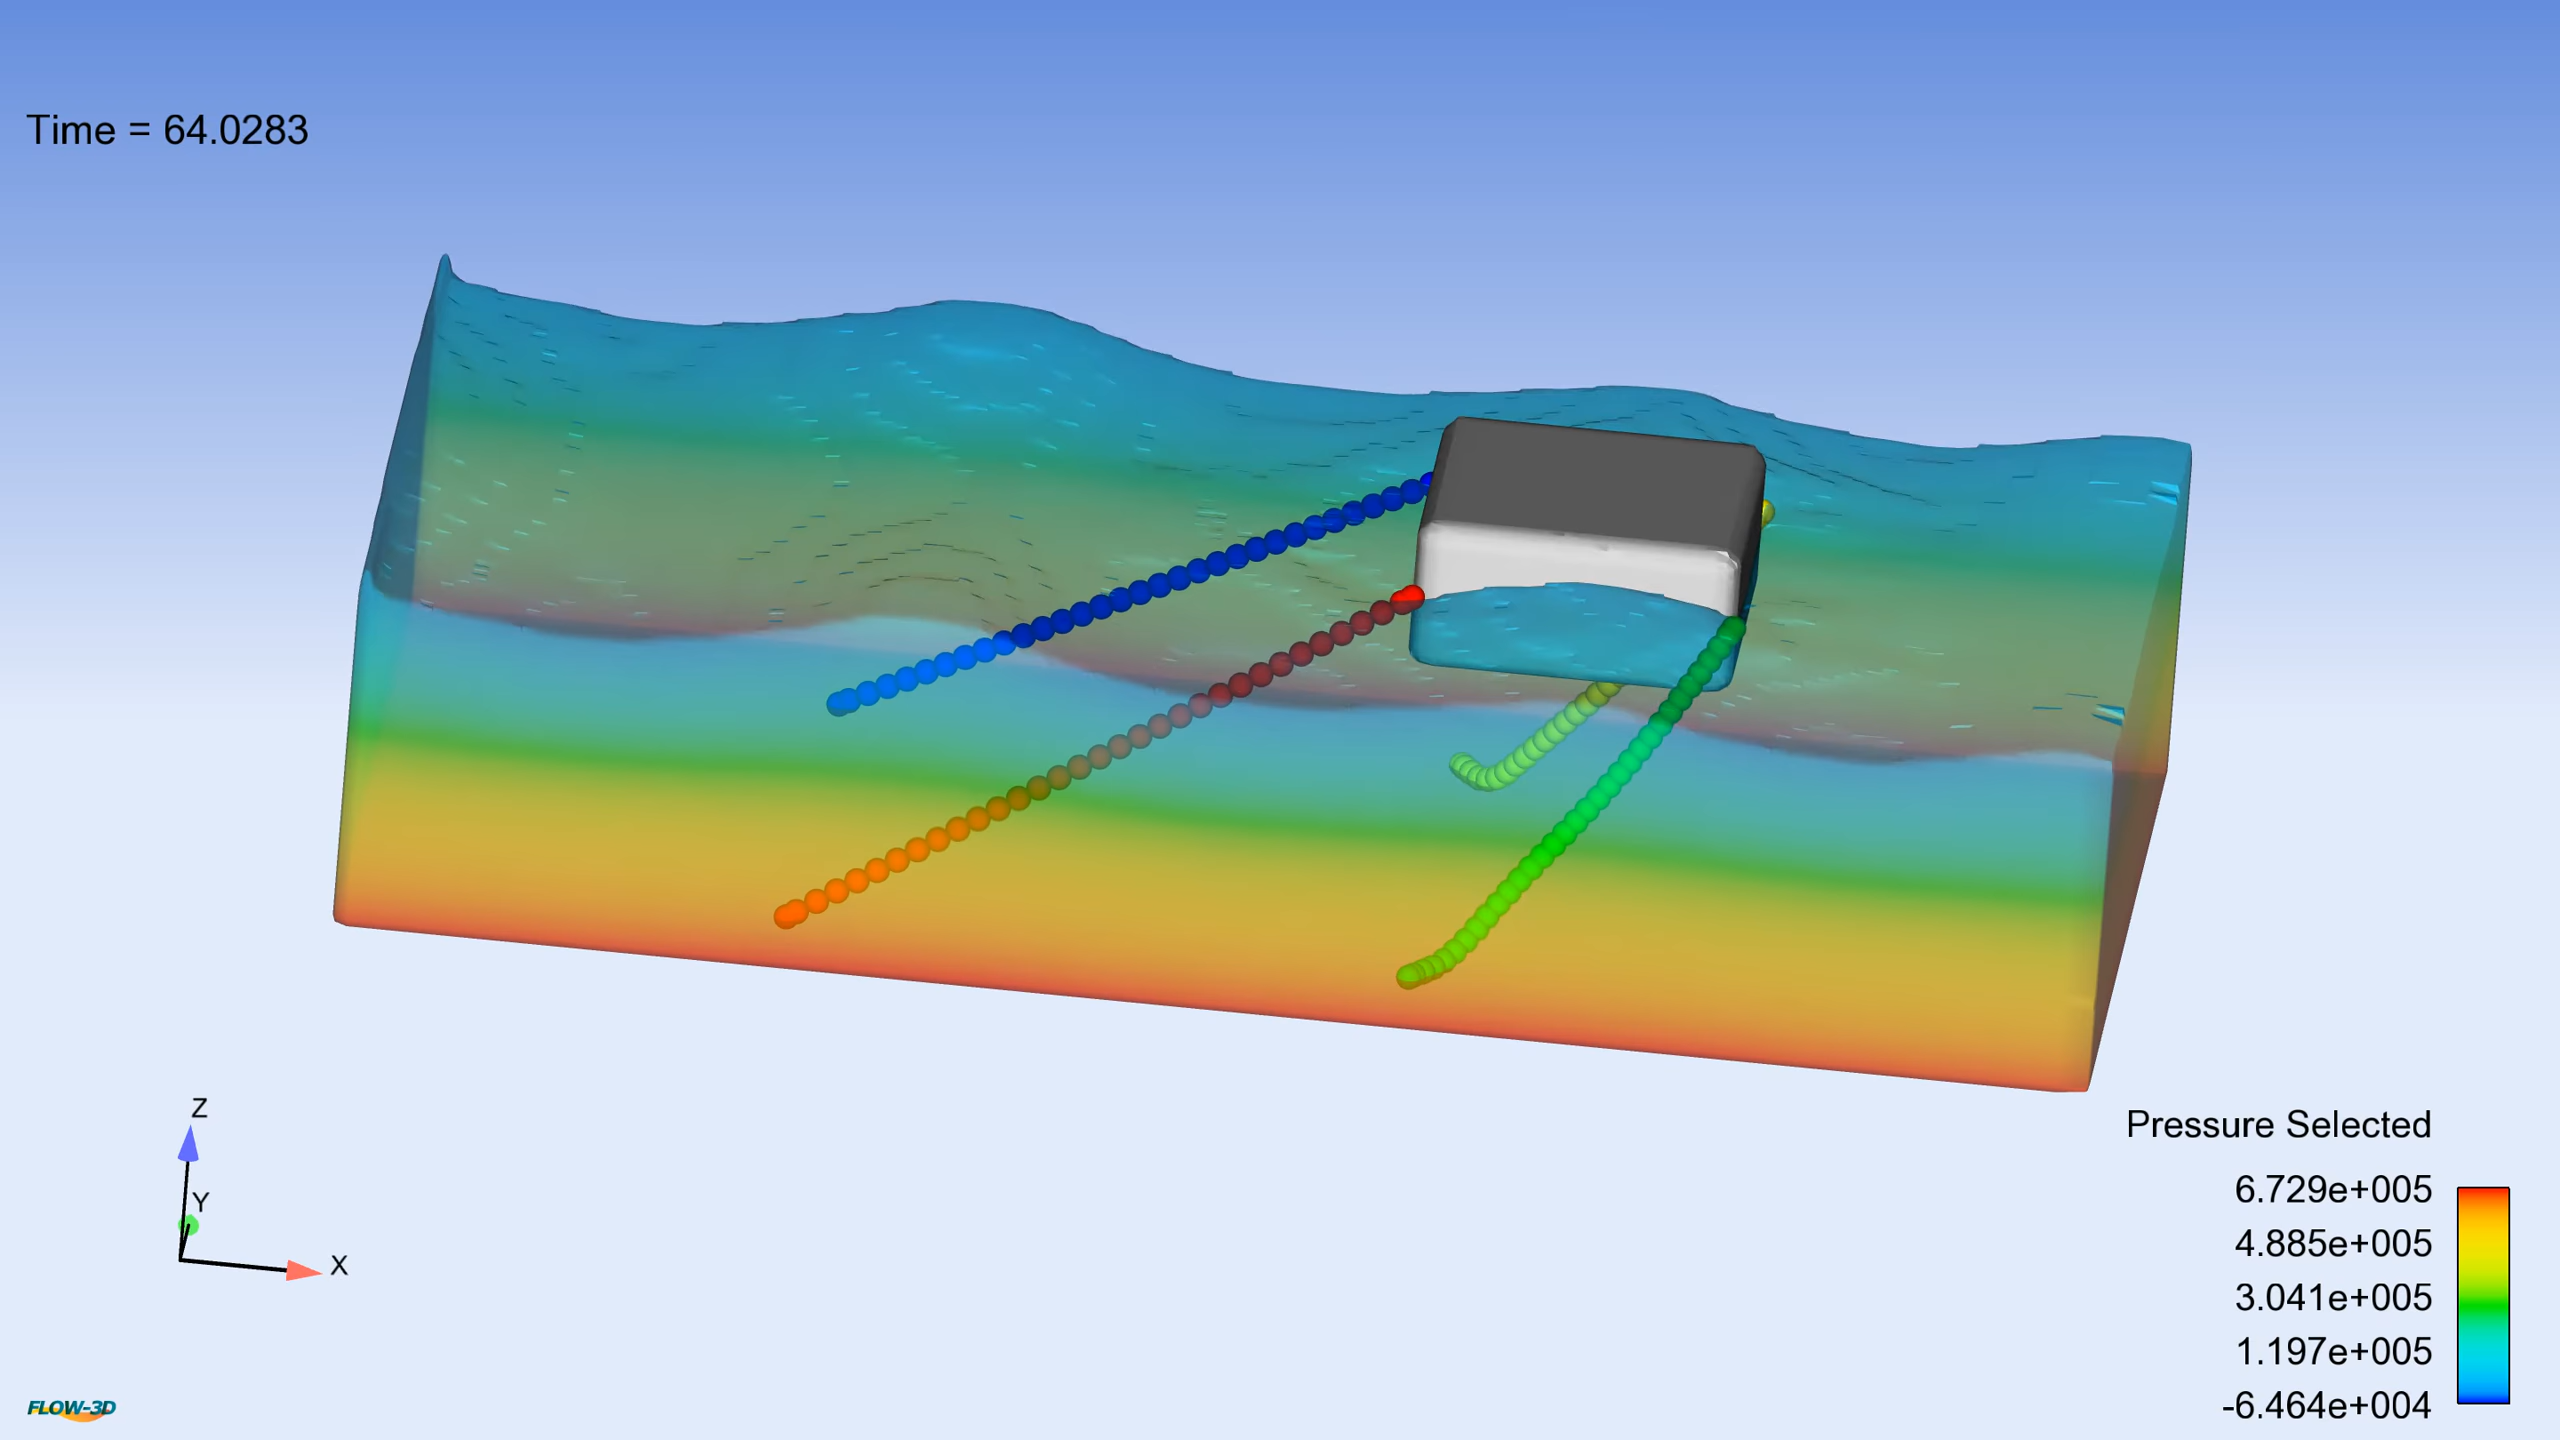 Time = 64.0283
Z
Y
X
Pressure Selected
6.729e+005
4.885e+005
3.041e+005
1.197e+005
-6.464e+004
FLOW-3D